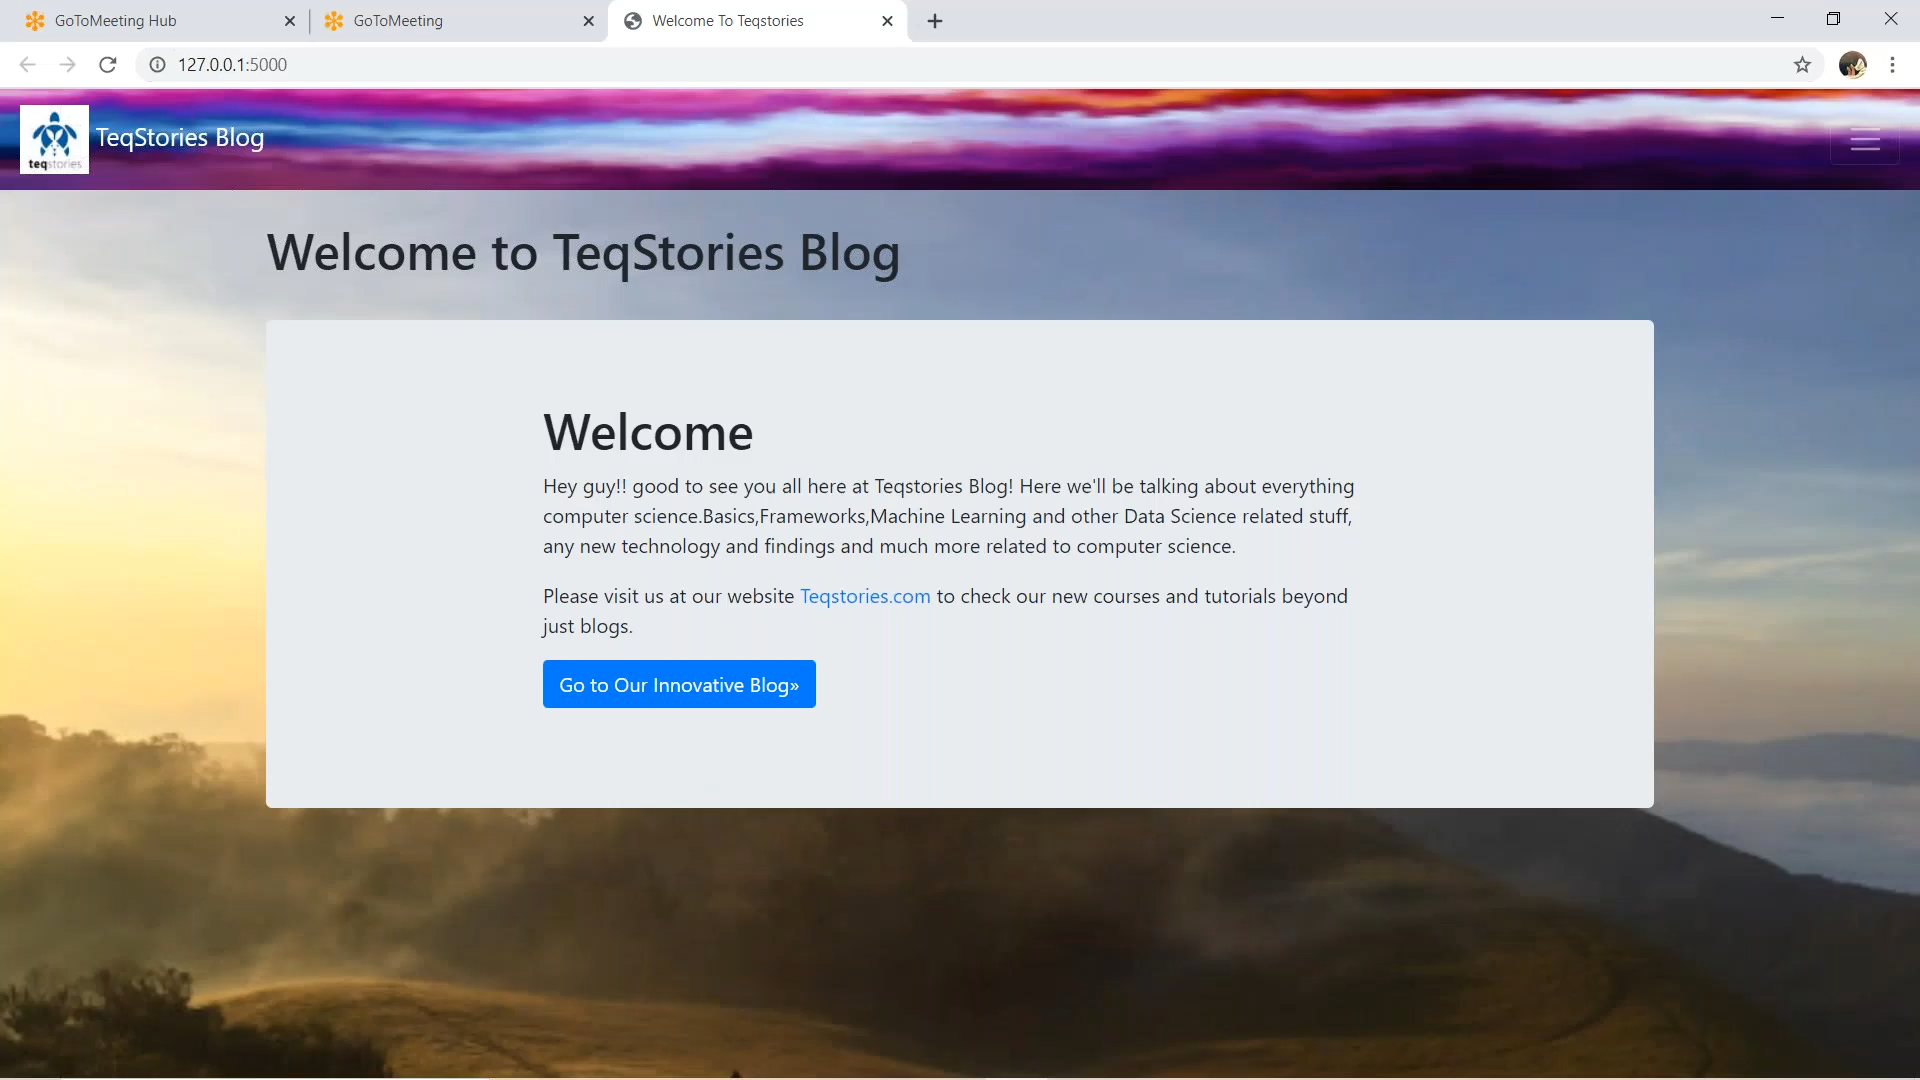 GoToMeeting Hub
GoToMeeting
Welcome To Teqstories
127.0.0.1:5000
teqstories
TeqStories Blog
Welcome to TeqStories Blog
Welcome
Hey guy!! good to see you all here at Teqstories Blog! Here we'll be talking about everything
computer science.Basics,Frameworks,Machine Learning and other Data Science related stuff,
any new technology and findings and much more related to computer science.
Please visit us at our website Teqstories.com to check our new courses and tutorials beyond
just blogs.
Go to Our Innovative Blog»